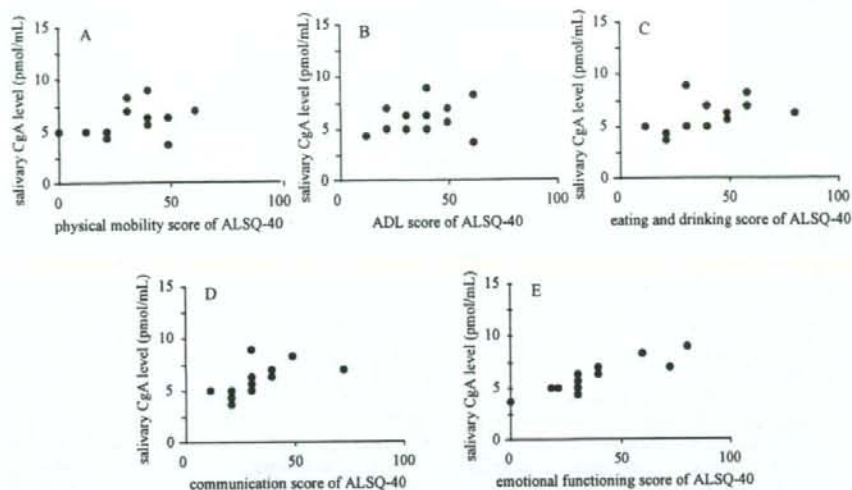 A
salivary CgA level (pmol/mL)
15
10
5
0
0
50
100
physical mobility score of ALSQ-40
B
salivary CgA level (pmol/mL)
15
10
5
0
0
50
100
ADL score of ALSQ-40
C
salivary CgA level (pmol/mL)
15
10
5
0
0
50
100
eating and drinking score of ALSQ-40
D
salivary CgA level (pmol/mL)
15
10
5
0
0
50
100
communication score of ALSQ-40
E
salivary CgA level (pmol/mL)
15
10
5
0
0
50
100
emotional functioning score of ALSQ-40